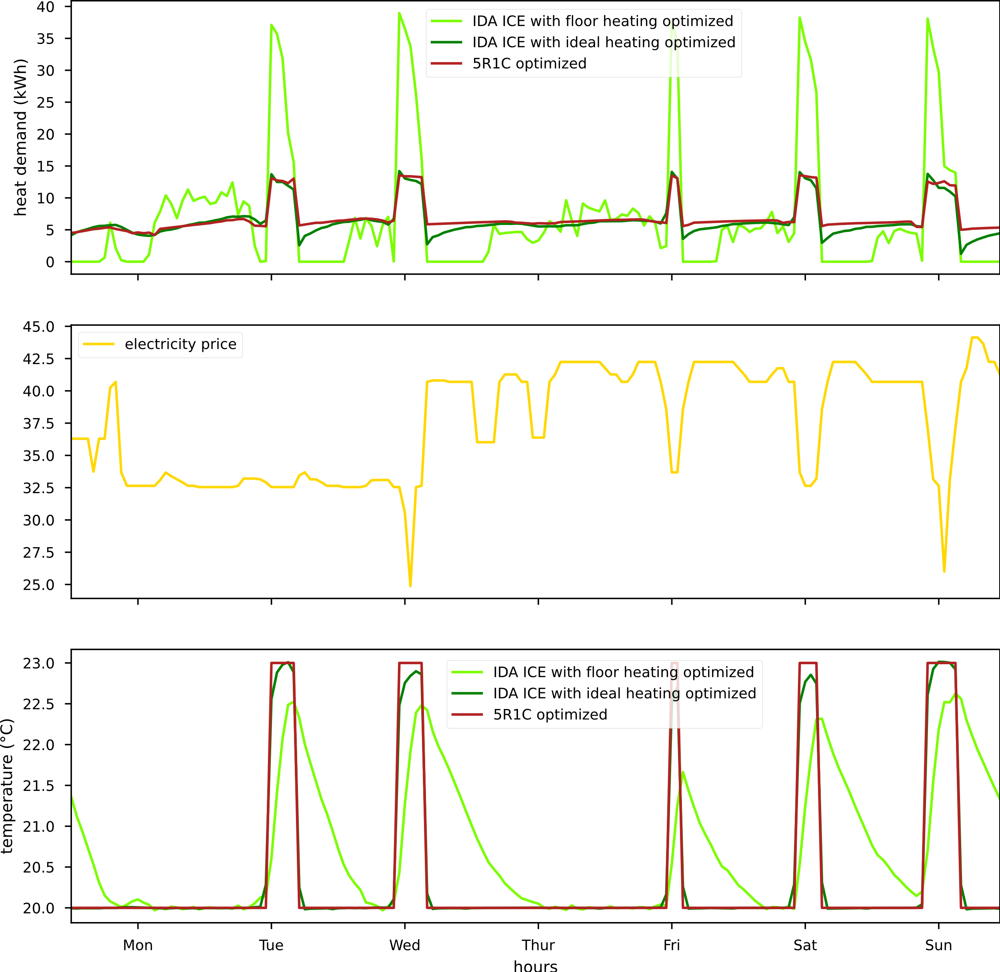 40
35
30
25
20
15
10
5
0
heat demand (kWh)
IDA ICE with floor heating optimized
IDA ICE with ideal heating optimized
5R1C optimized
45.0
42.5
40.0
37.5
35.0
32.5
30.0
27.5
25.0
electricity price
23.0
22.5
22.0
21.5
21.0
20.5
20.0
temperature (°C)
IDA ICE with floor heating optimized
IDA ICE with ideal heating optimized
5R1C optimized
Mon Tue Wed Thur Fri Sat Sun
hours